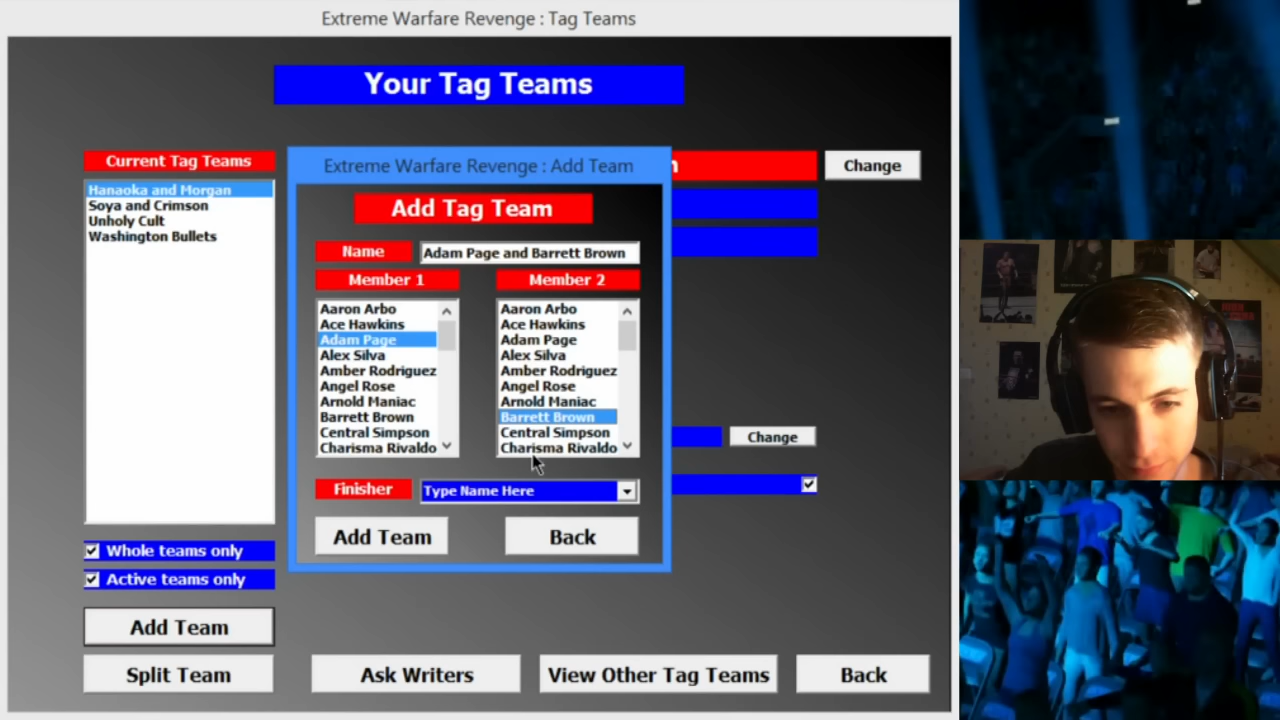 Extreme Warfare Revenge : Tag Teams
Your Tag Teams
Current Tag Teams
Hanaoka and Morgan
Soya and Crimson
Unholy Cult
Washington Bullets
Whole teams only
Active teams only
Add Team
Split Team
Extreme Warfare Revenge : Add Team
Add Tag Team
Name
Adam Page and Barrett Brown
Member 1
Aaron Arbo
Ace Hawkins
Adam Page
Alex Silva
Amber Rodriguez
Angel Rose
Arnold Maniac
Barrett Brown
Central Simpson
Charisma Rivaldo
Member 2
Aaron Arbo
Ace Hawkins
Adam Page
Alex Silva
Amber Rodriguez
Angel Rose
Arnold Maniac
Barrett Brown
Central Simpson
Charisma Rivaldo
Finisher
Type Name Here
Add Team
Back
Change
Change
Ask Writers
View Other Tag Teams
Back